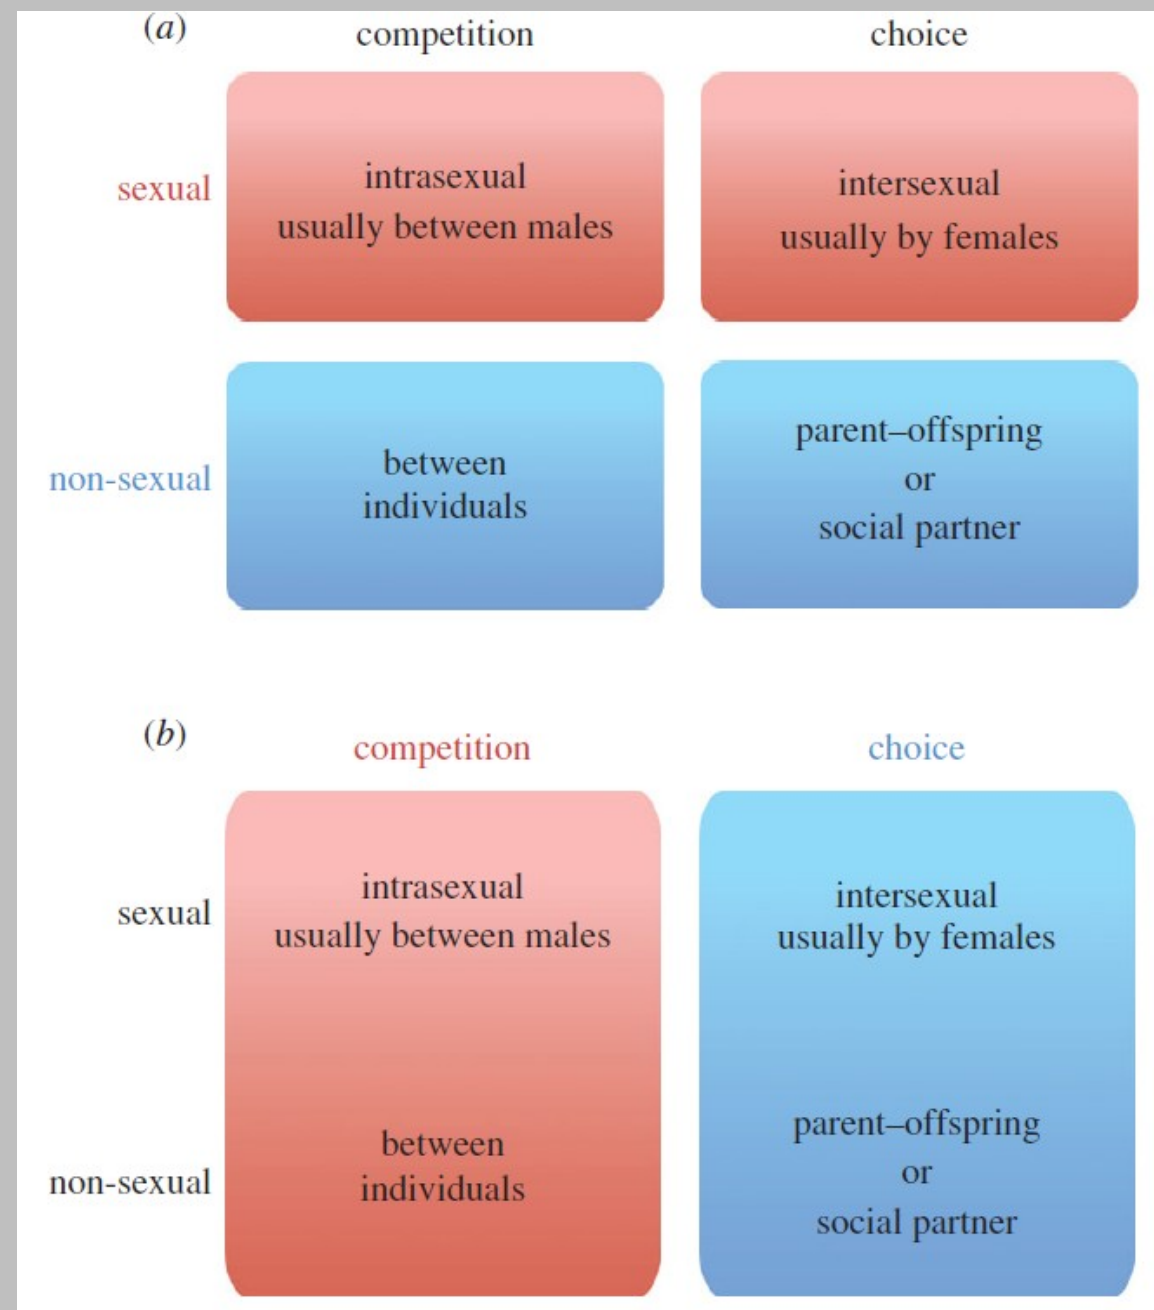 (a)
competition
choice
sexual
intrasexual
usually between males
intersexual
usually by females
non-sexual
between
individuals
parent–offspring
or
social partner
(b)
competition
choice
sexual
intrasexual
usually between males
intersexual
usually by females
non-sexual
between
individuals
parent–offspring
or
social partner